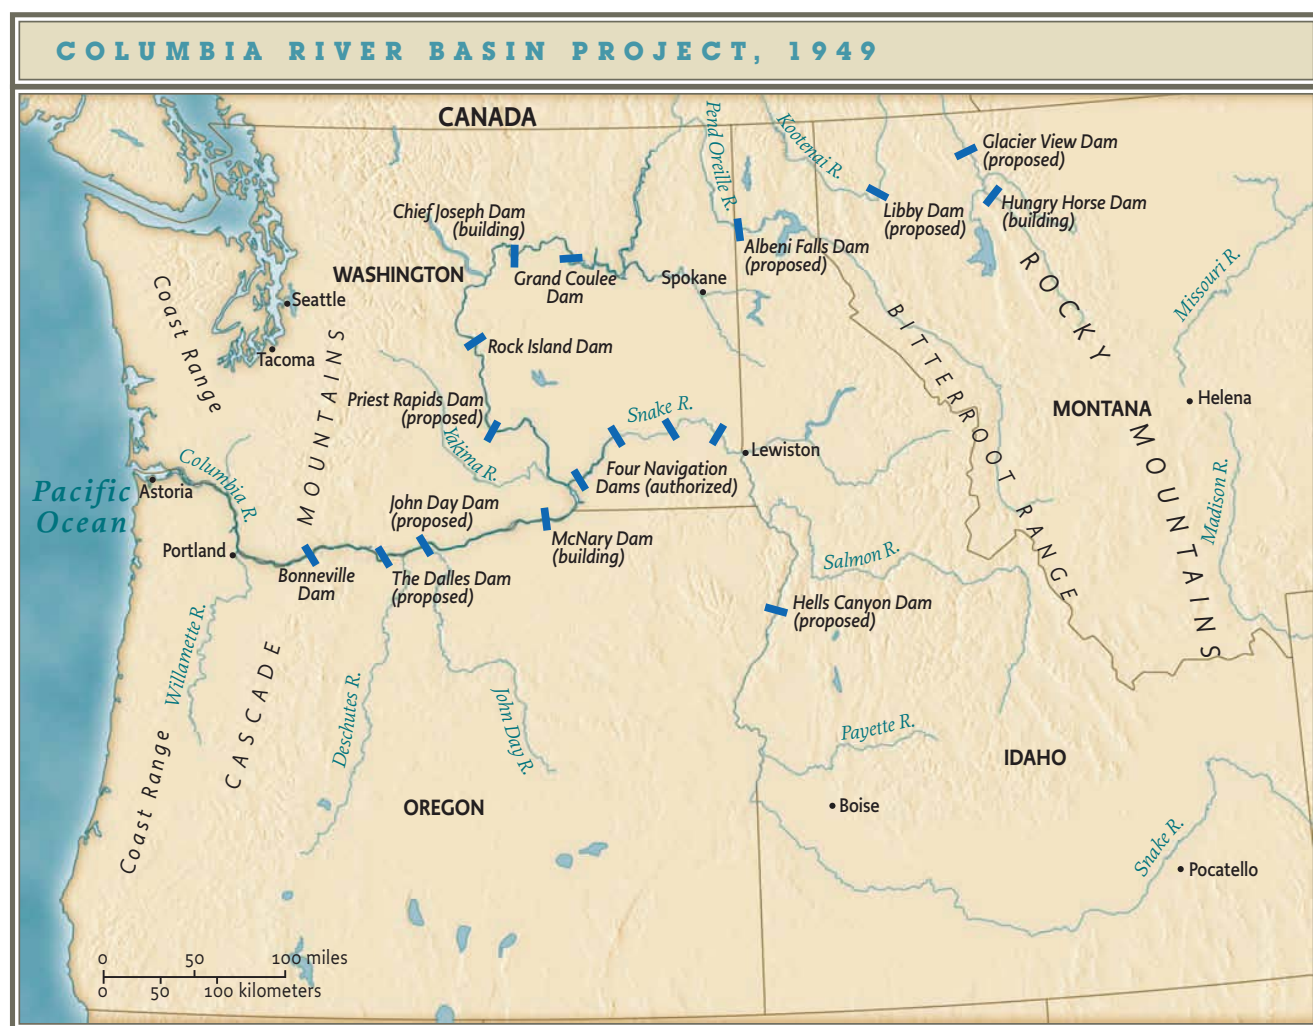 COLUMBIA RIVER BASIN PROJECT, 1949
CANADA
Pend Oreille R.
Kootenai R.
Glacier View Dam
(proposed)
Libby Dam
(proposed)
Hungry Horse Dam
(building)
Chief Joseph Dam
(building)
Albeni Falls Dam
(proposed)
WASHINGTON
Grand Coulee
Dam
Spokane
Seattle
Coast Range
Tacoma
Rock Island Dam
ROCKY
Missouri R.
BITTERROOT RANGE
Priest Rapids Dam
(proposed)
Yakima R.
Snake R.
Helena
MONTANA
MOUNTAINS
Lewiston
Four Navigation
Dams (authorized)
Madison R.
Pacific
Ocean
Astoria
Columbia R.
MOUNTAINS
John Day Dam
(proposed)
McNary Dam
(building)
Portland
Bonneville
Dam
The Dalles Dam
(proposed)
Salmon R.
Hells Canyon Dam
(proposed)
Willamette R.
CASCADE
Deschutes R.
John Day R.
Payette R.
Coast Range
OREGON
IDAHO
Boise
Snake R.
Pocatello
0 50 100 miles
0 50 100 kilometers